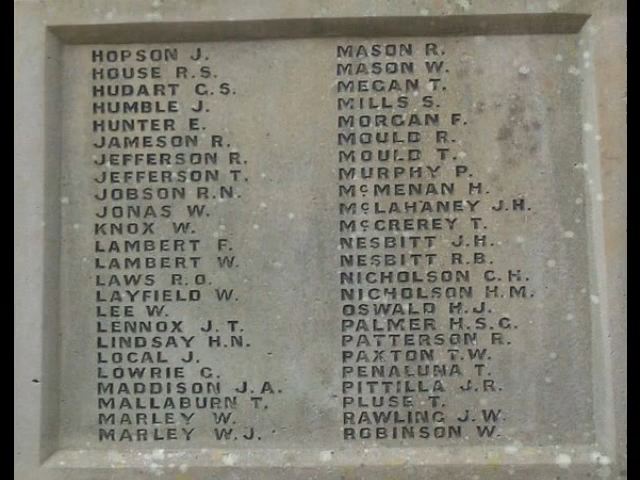 HOPSON J.
HOUSE R.S.
HUDART G.S.
HUMBLE J.
HUNTER E.
JAMESON R.
JEFFERSON R.
JEFFERSON T.
JOBSON R.N.
JONAS W.
KNOX W.
LAMBERT F.
LAMBERT W.
LAWS R.O.
LAYFIELD W.
LEE W.
LENNOX J.T.
LINDSAY H.N.
LOCAL J.
LOWRIE G.
MADDISON J.A.
MALLABURN T.
MARLEY W.
MARLEY W.J.
MASON R.
MASON W.
MEGAN T.
MILLS S.
MORGAN F.
MOULD R.
MOULD T.
MURPHY P.
McMENAN H.
McLAHANEY J.H.
McCREREY T.
NESBITT J.H.
NESBITT R.B.
NICHOLSON G.H.
NICHOLSON H.M.
OSWALD H.J.
PALMER H.S.G.
PATTERSON R.
PAXTON T.W.
PENALUNA T.
PITTILLA J.R.
PLUSE T.
RAWLING J.W.
ROBINSON W.